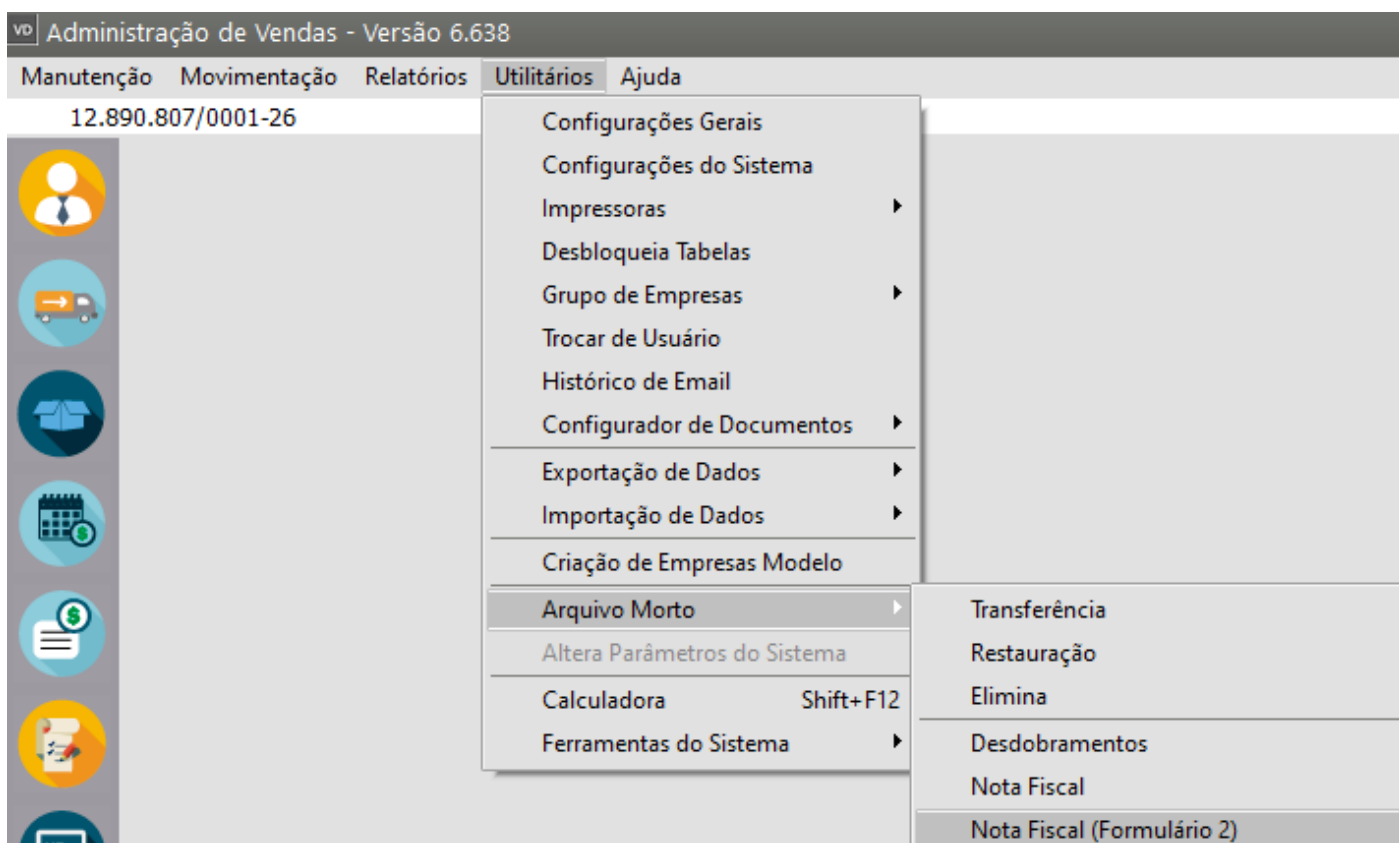 VD Administração de Vendas - Versão 6.638
Manutenção Movimentação Relatórios Utilitários Ajuda
12.890.807/0001-26
Configurações Gerais
Configurações do Sistema
Impressoras
Desbloqueia Tabelas
Grupo de Empresas
Trocar de Usuário
Histórico de Email
Configurador de Documentos
Exportação de Dados
Importação de Dados
Criação de Empresas Modelo
Arquivo Morto
Altera Parâmetros do Sistema
Calculadora Shift+F12
Ferramentas do Sistema
Transferência
Restauração
Elimina
Desdobramentos
Nota Fiscal
Nota Fiscal (Formulário 2)